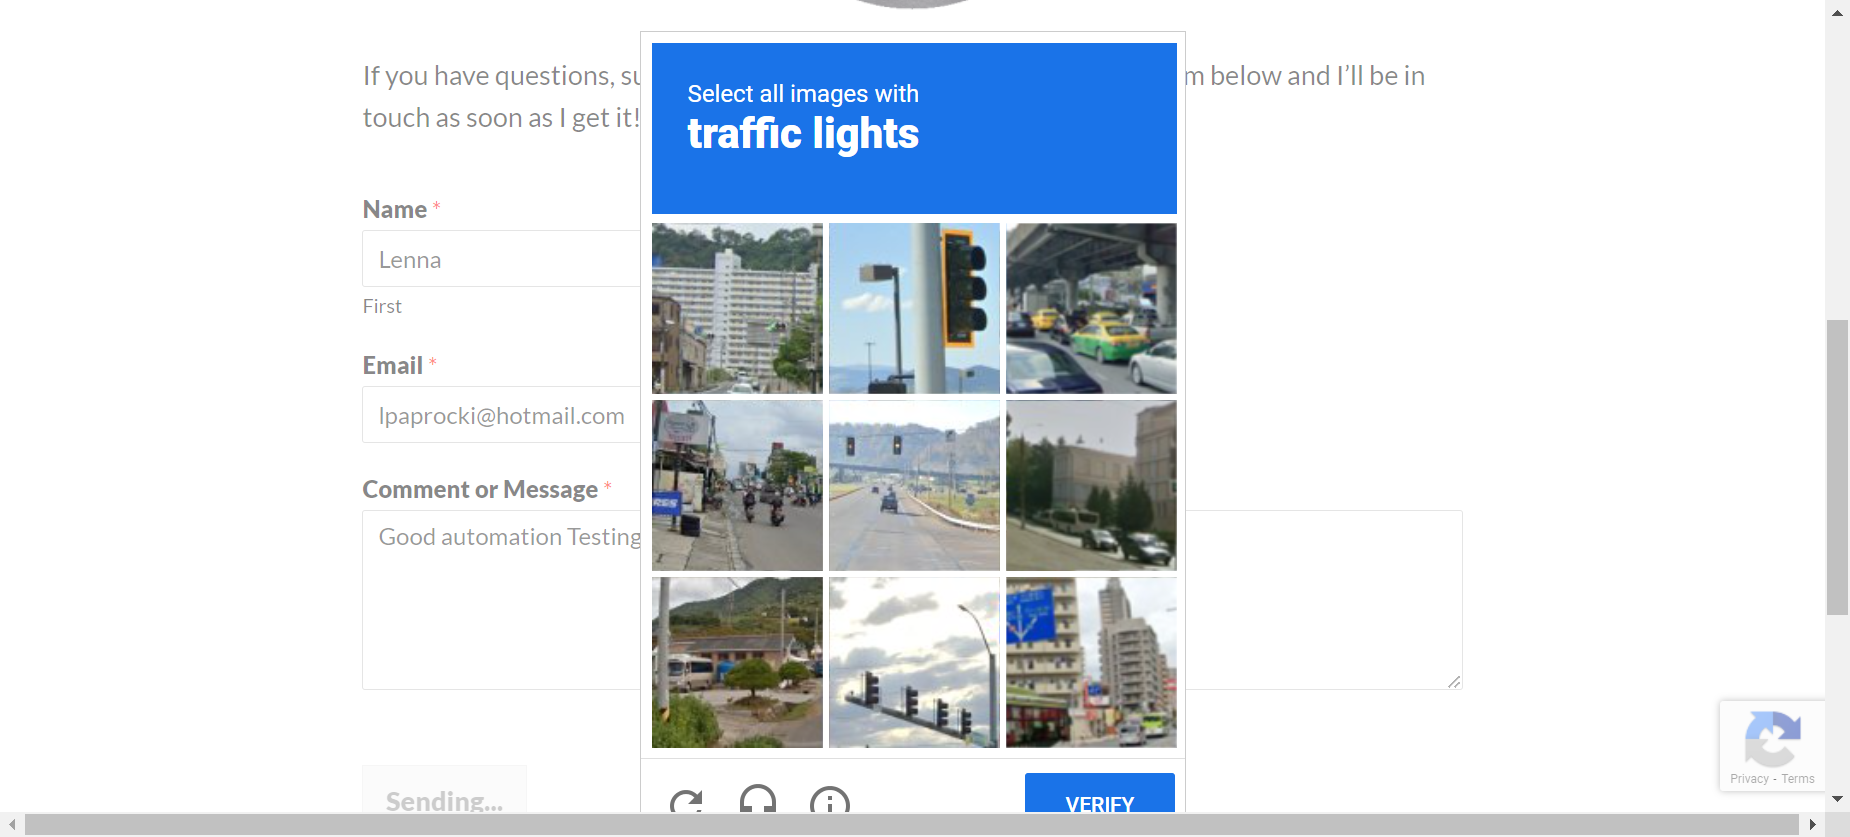 If you have questions, su
m below and I'll be in
touch as soon as I get it!
Select all images with
traffic lights
Name *
Lenna
First
Email *
lpaprocki@hotmail.com
Comment or Message *
Good automation Testing
Sending...
VERIFY
Privacy - Terms